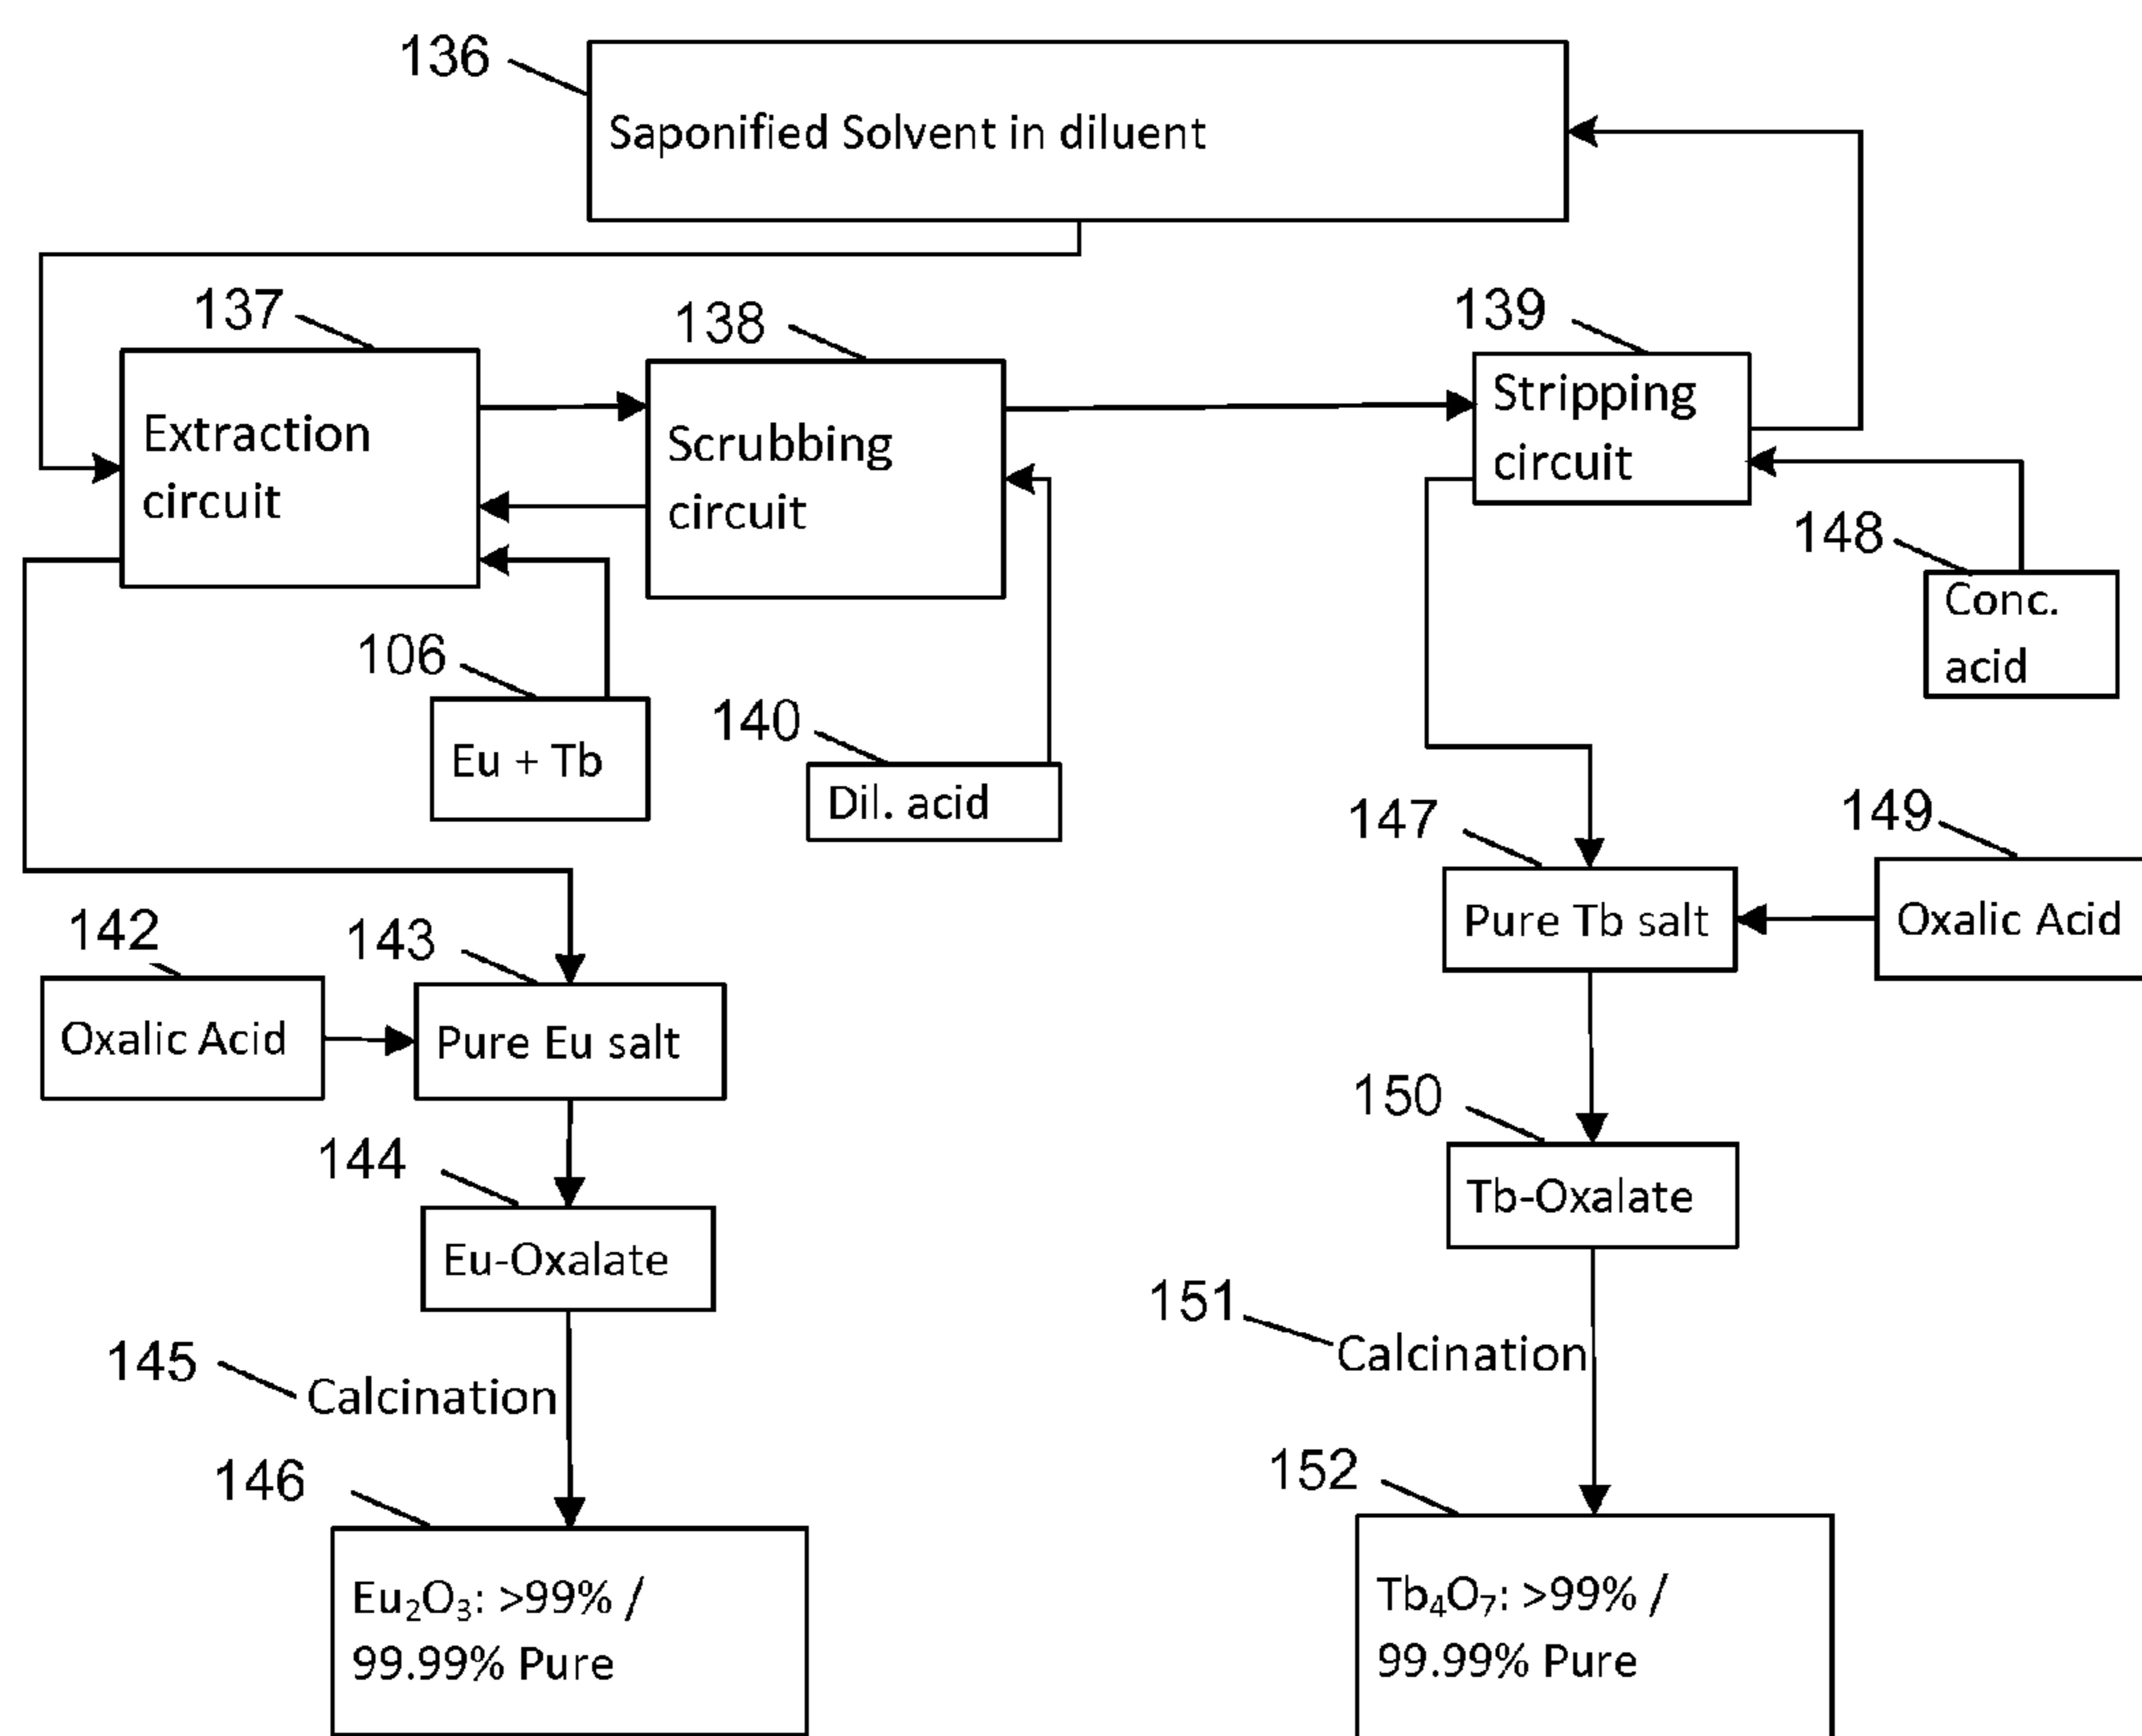 136
Saponified Solvent in diluent
137
138
139
Extraction
circuit
Scrubbing
circuit
Stripping
circuit
148
Conc.
acid
106
Eu + Tb
140
Dil. acid
147
149
Pure Tb salt
Oxalic Acid
142
143
Oxalic Acid
Pure Eu salt
150
Tb-Oxalate
144
Eu-Oxalate
151
Calcination
145
Calcination
146
Eu₂O₃: >99% /
99.99% Pure
152
Tb₄O₇: >99% /
99.99% Pure